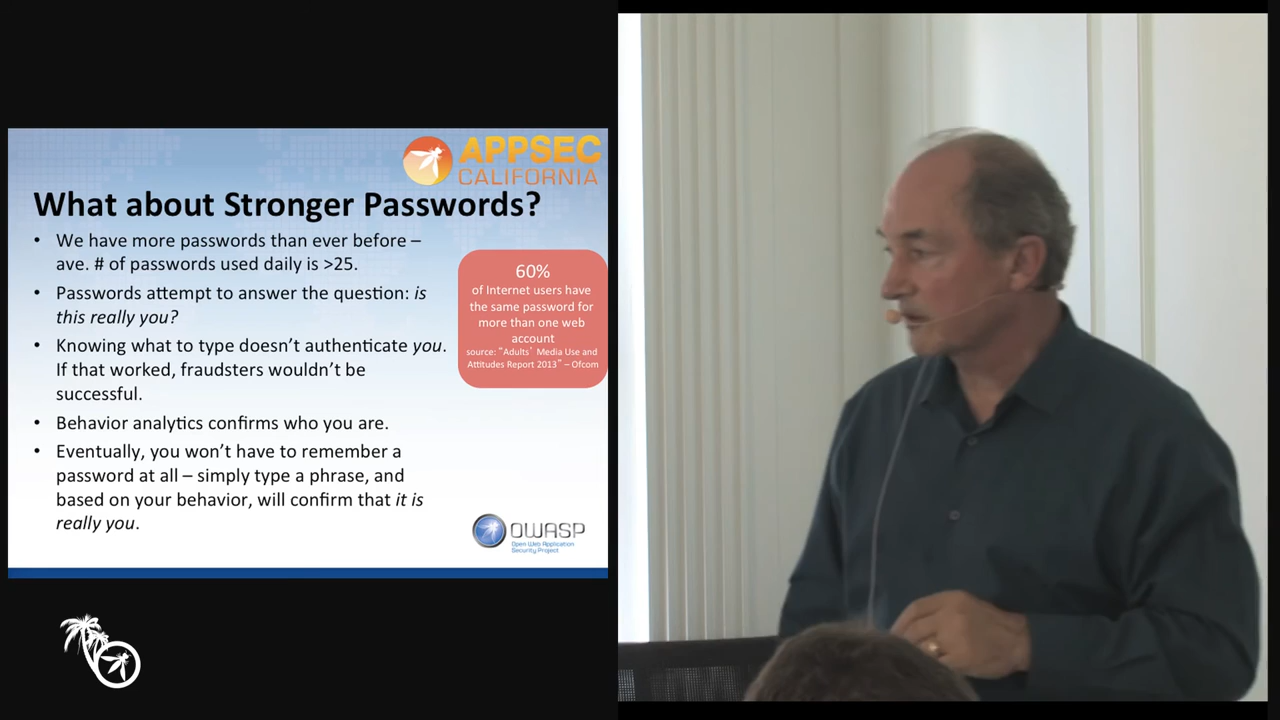 APPSEC
CALIFORNIA
What about Stronger Passwords?
• We have more passwords than ever before –
ave. # of passwords used daily is >25.
• Passwords attempt to answer the question: is
this really you?
• Knowing what to type doesn’t authenticate you.
If that worked, fraudsters wouldn’t be
successful.
• Behavior analytics confirms who you are.
• Eventually, you won’t have to remember a
password at all – simply type a phrase, and
based on your behavior, will confirm that it is
really you.
60%
of Internet users have
the same password for
more than one web
account
source: “Adults’ Media Use and
Attitudes Report 2013” – Ofcom
OWASP
Open Web Application
Security Project